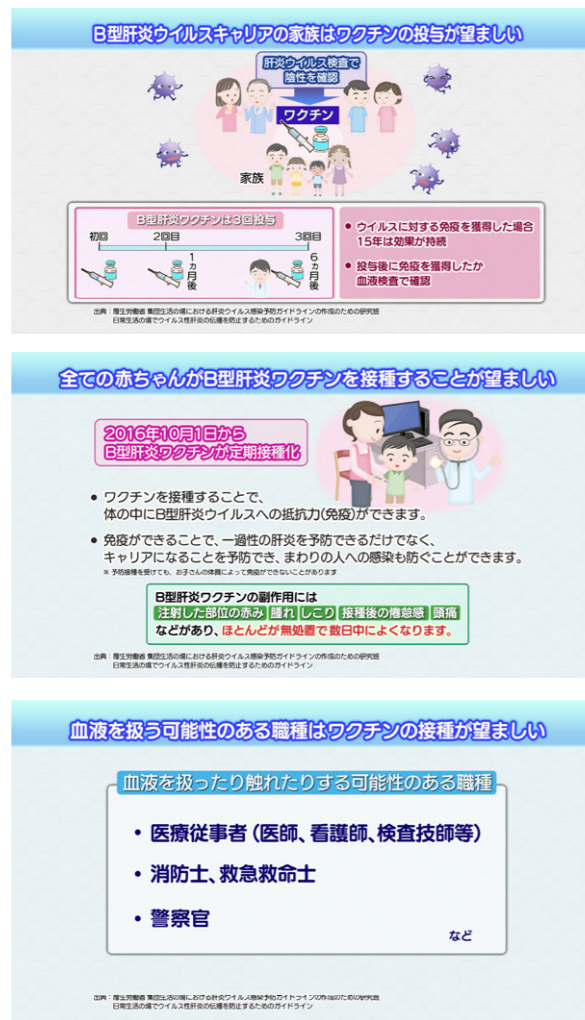 B型肝炎ウイルスキャリアの家族はワクチンの投与が望ましい
肝炎ウイルス検査で
陰性を確認
ワクチン
家族
B型肝炎ワクチンは3回投与
初回
2回目
3回目
1ヵ月後
6ヵ月後
● ウイルスに対する免疫を獲得した場合
15年は効果が持続
● 投与後に免疫を獲得したか
血液検査で確認
出典：厚生労働省 集団生活の場における肝炎ウイルス感染予防ガイドラインの作成のための研究班
日常生活の場でウイルス性肝炎の伝播を防止するためのガイドライン
全ての赤ちゃんがB型肝炎ワクチンを接種することが望ましい
2016年10月1日から
B型肝炎ワクチンが定期接種化
● ワクチンを接種することで、
体の中にB型肝炎ウイルスへの抵抗力(免疫)ができます。
● 免疫ができることで、一過性の肝炎を予防できるだけでなく、
キャリアになることを予防でき、まわりの人への感染も防ぐことができます。
※ 予防接種を受けても、お子さんの体質によって免疫ができないことがあります
B型肝炎ワクチンの副作用には
注射した部位の赤み 腫れ しこり 接種後の倦怠感 頭痛
などがあり、ほとんどが無処置で数日中によくなります。
出典：厚生労働省 集団生活の場における肝炎ウイルス感染予防ガイドラインの作成のための研究班
日常生活の場でウイルス性肝炎の伝播を防止するためのガイドライン
血液を扱う可能性のある職種はワクチンの接種が望ましい
血液を扱ったり触れたりする可能性のある職種
・医療従事者（医師、看護師、検査技師等）
・消防士、救急救命士
・警察官
など
出典：厚生労働省 集団生活の場における肝炎ウイルス感染予防ガイドラインの作成のための研究班
日常生活の場でウイルス性肝炎の伝播を防止するためのガイドライン